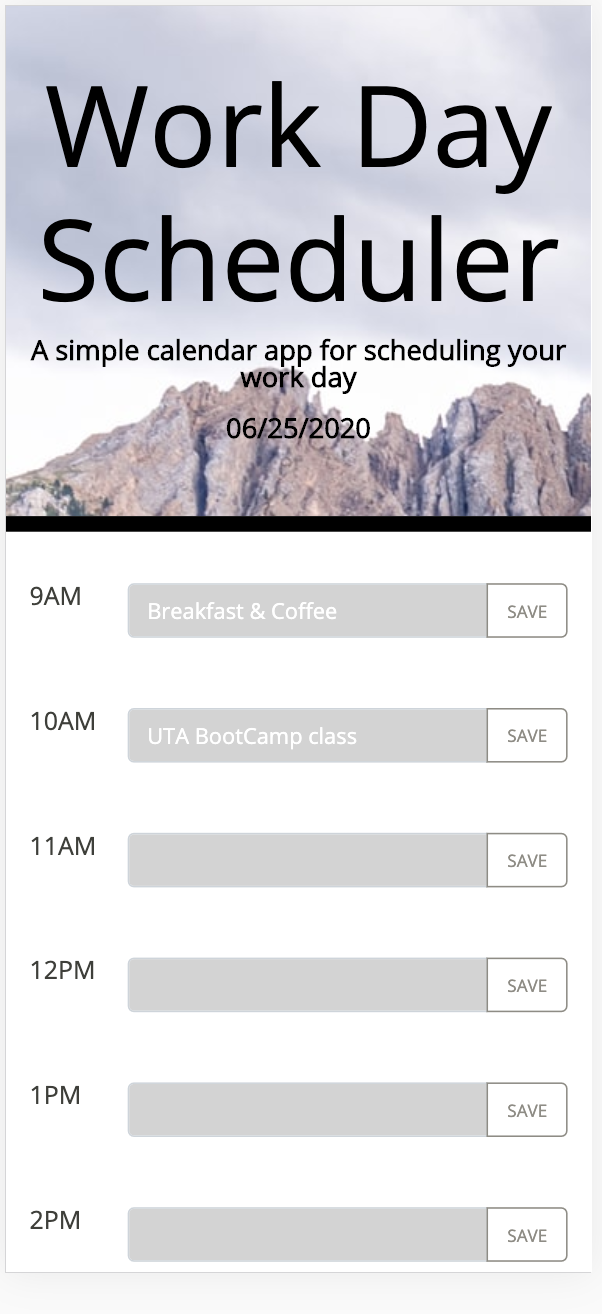 Work Day
Scheduler
A simple calendar app for scheduling your
work day
06/25/2020
9AM
Breakfast & Coffee
SAVE
10AM
UTA BootCamp class
SAVE
11AM
SAVE
12PM
SAVE
1PM
SAVE
2PM
SAVE